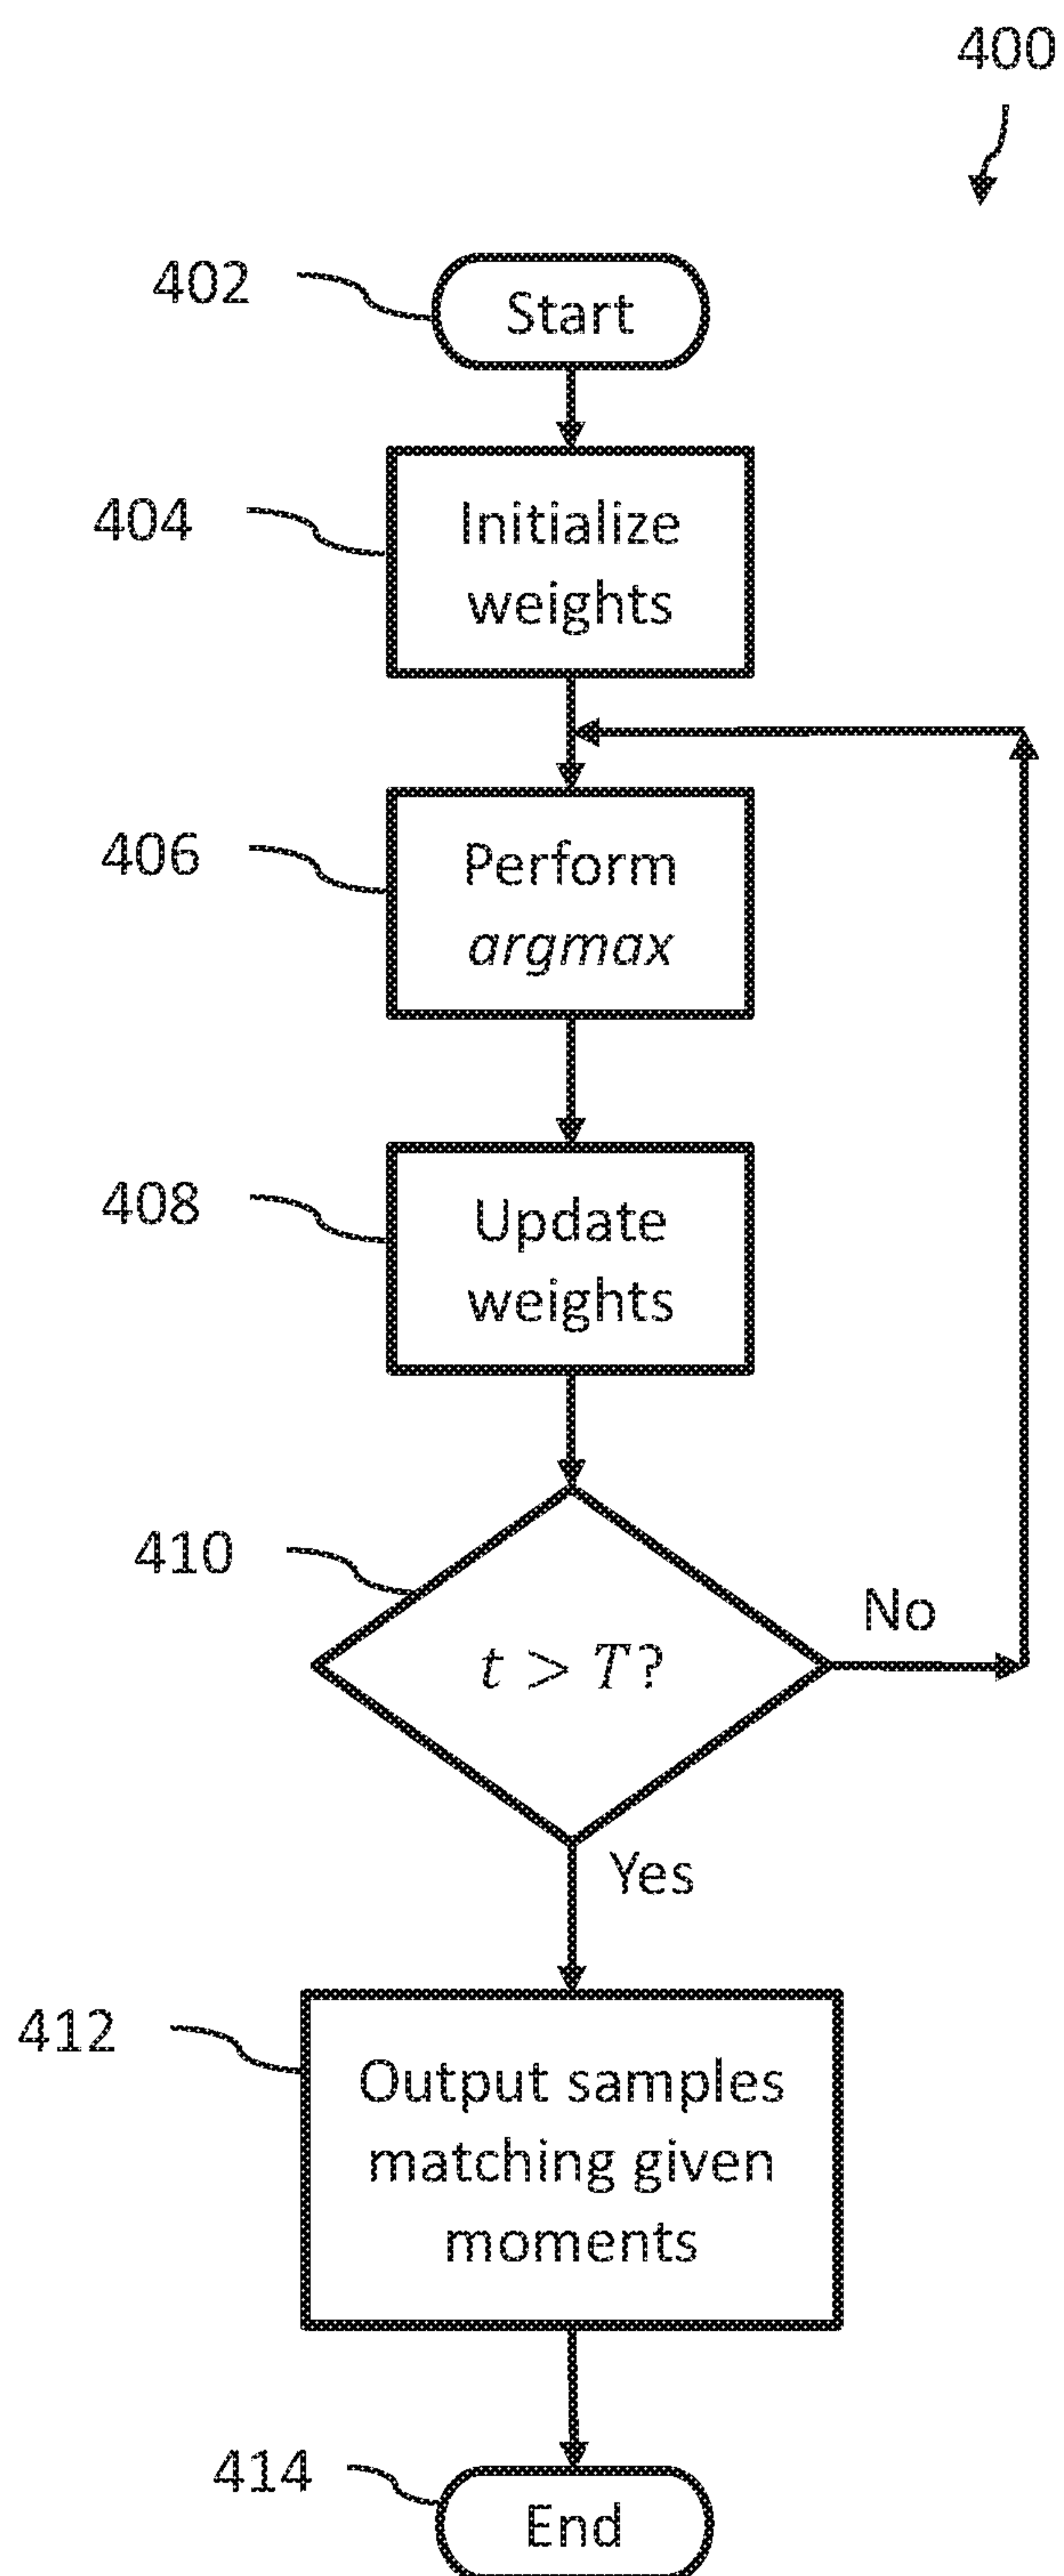 400
402
Start
404
Initialize
weights
406
Perform
argmax
408
Update
weights
410
t > T?
No
Yes
412
Output samples
matching given
moments
414
End